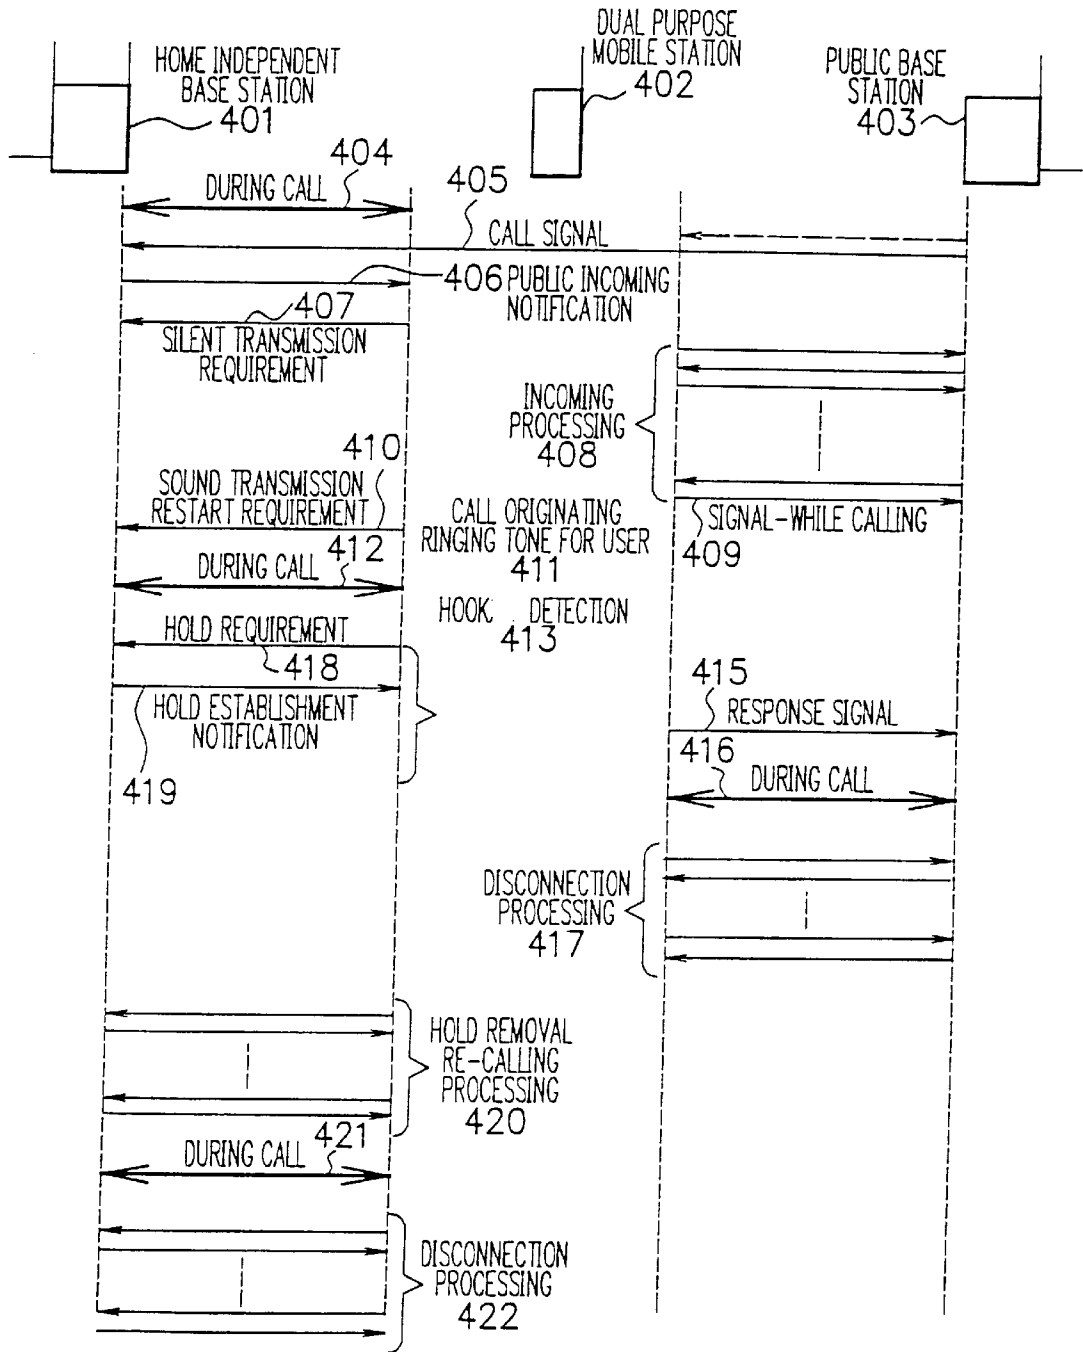 HOME INDEPENDENT
BASE STATION
401
DUAL PURPOSE
MOBILE STATION
402
PUBLIC BASE
STATION
403
404
DURING CALL
405
CALL SIGNAL
406 PUBLIC INCOMING
NOTIFICATION
407
SILENT TRANSMISSION
REQUIREMENT
INCOMING
PROCESSING
408
410
SOUND TRANSMISSION
RESTART REQUIREMENT
CALL ORIGINATING
RINGING TONE FOR USER
411
SIGNAL-WHILE CALLING
409
412
DURING CALL
HOOK DETECTION
413
HOLD REQUIREMENT
418
HOLD ESTABLISHMENT
NOTIFICATION
419
415
RESPONSE SIGNAL
416
DURING CALL
DISCONNECTION
PROCESSING
417
HOLD REMOVAL
RE-CALLING
PROCESSING
420
421
DURING CALL
DISCONNECTION
PROCESSING
422